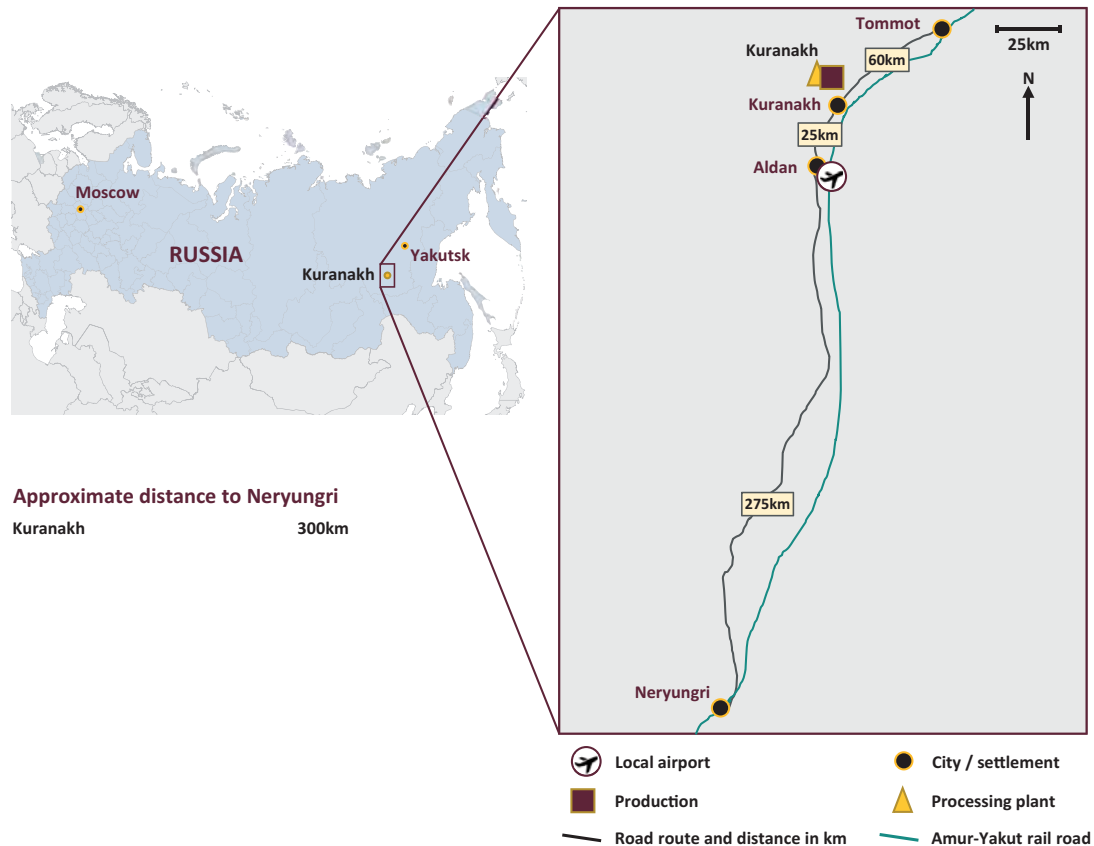 Moscow
RUSSIA
Yakutsk
Kuranakh
Approximate distance to Neryungri
Kuranakh 300km
Tommot
25km
Kuranakh
60km
N
Kuranakh
25km
Aldan
275km
Neryungri
Local airport
City / settlement
Production
Processing plant
Road route and distance in km
Amur-Yakut rail road